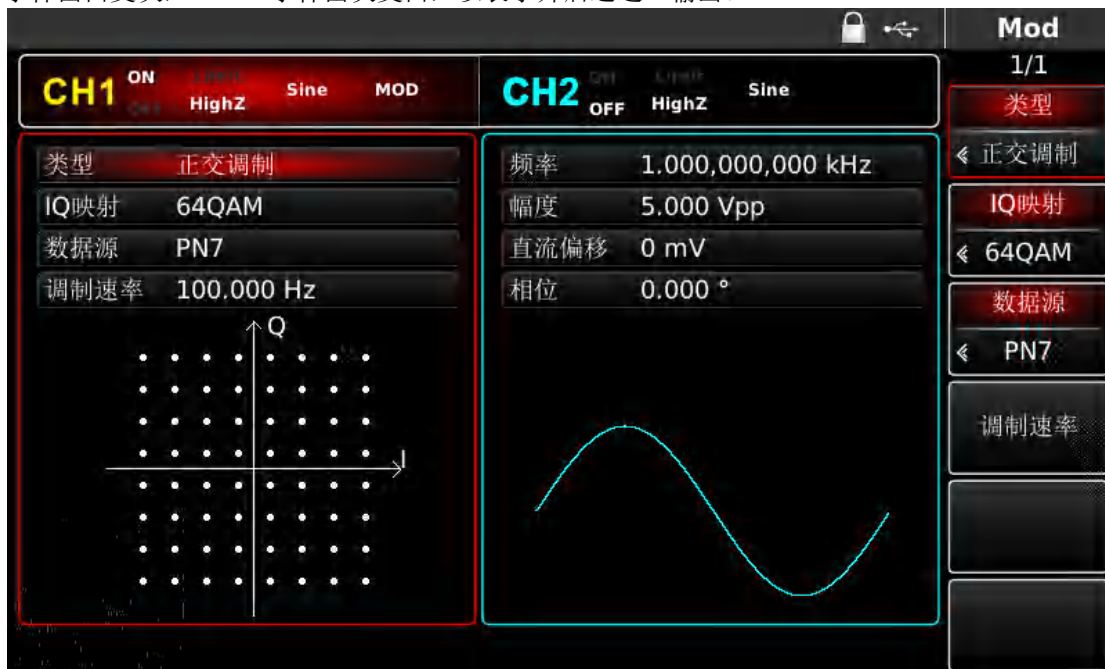 Mod
1/1
CH1 ON HighZ Sine MOD
CH2 OFF HighZ Sine
类型 正交调制
IQ映射 64QAM
数据源 PN7
调制速率 100.000 Hz
Q
I
频率 1.000,000,000 kHz
幅度 5.000 Vpp
直流偏移 0 mV
相位 0.000 °
类型
正交调制
IQ映射
64QAM
数据源
PN7
调制速率